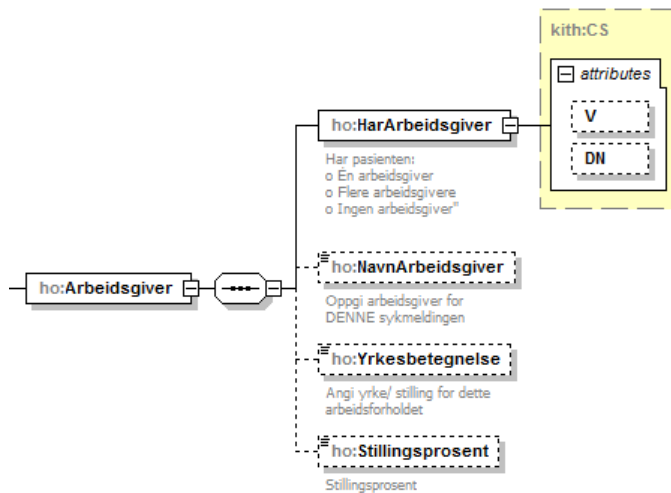 kith:CS
attributes
V
DN
ho:HarArbeidsgiver
Har pasienten:
o Én arbeidsgiver
o Flere arbeidsgivere
o Ingen arbeidsgiver"
ho:Arbeidsgiver
ho:NavnArbeidsgiver
Oppgi arbeidsgiver for
DENNE sykmeldingen
ho:Yrkesbetegnelse
Angi yrke/ stilling for dette
arbeidsforholdet
ho:Stillingsprosent
Stillingsprosent